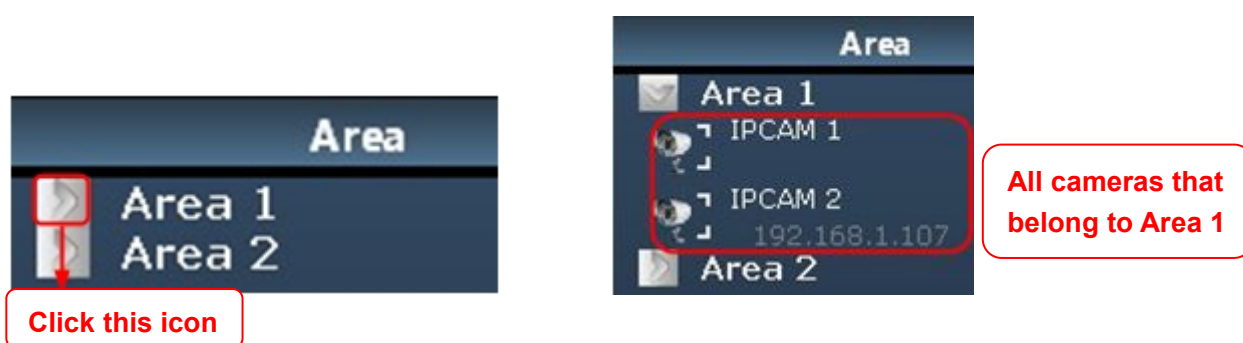 Area
Area 1
Area 2
Click this icon
Area
Area 1
IPCAM 1
IPCAM 2
192.168.1.107
Area 2
All cameras that
belong to Area 1